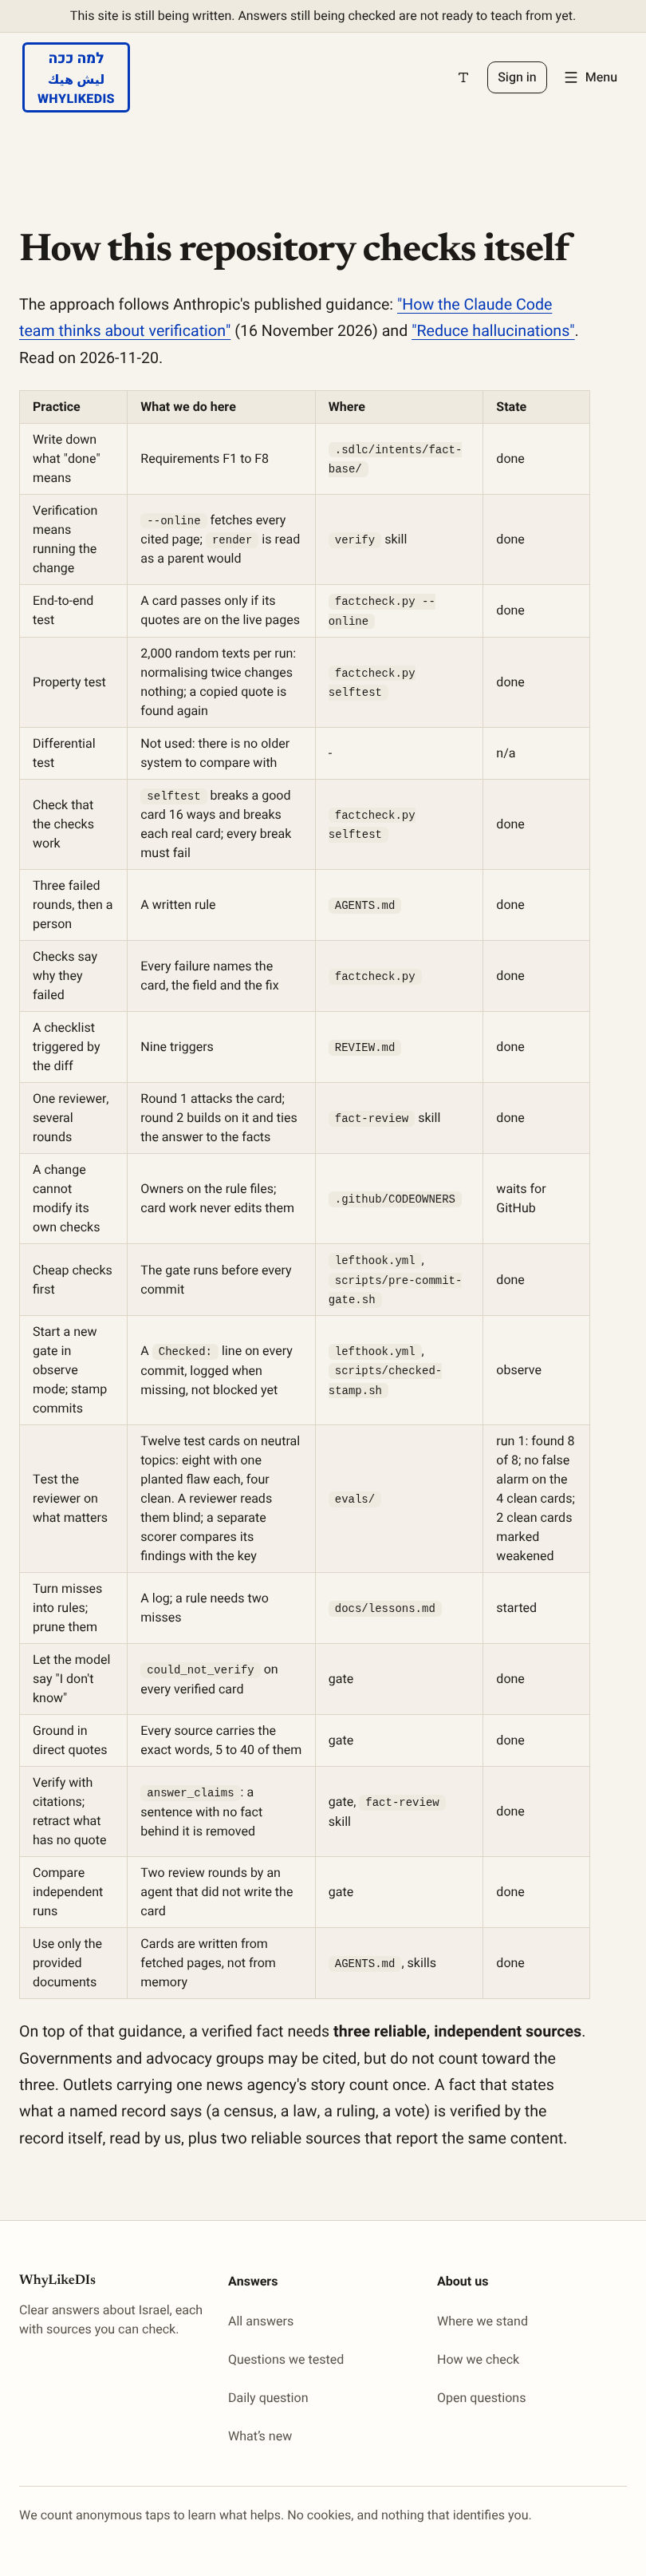 This site is still being written. Answers still being checked are not ready to teach from yet.
למה ככה
ليش هيك
WHYLIKEDIS
T
Sign in
Menu
How this repository checks itself
The approach follows Anthropic's published guidance: "How the Claude Code
team thinks about verification" (16 November 2026) and "Reduce hallucinations".
Read on 2026-11-20.
Practice
What we do here
Where
State
Write down
what "done"
means
Requirements F1 to F8
.sdlc/intents/fact-
base/
done
Verification
means
running the
change
--online fetches every
cited page; render is read
as a parent would
verify skill
done
End-to-end
test
A card passes only if its
quotes are on the live pages
factcheck.py --
online
done
Property test
2,000 random texts per run:
normalising twice changes
nothing; a copied quote is
found again
factcheck.py
selftest
done
Differential
test
Not used: there is no older
system to compare with
-
n/a
Check that
the checks
work
selftest breaks a good
card 16 ways and breaks
each real card; every break
must fail
factcheck.py
selftest
done
Three failed
rounds, then a
person
A written rule
AGENTS.md
done
Checks say
why they
failed
Every failure names the
card, the field and the fix
factcheck.py
done
A checklist
triggered by
the diff
Nine triggers
REVIEW.md
done
One reviewer,
several
rounds
Round 1 attacks the card;
round 2 builds on it and ties
the answer to the facts
fact-review skill
done
A change
cannot
modify its
own checks
Owners on the rule files;
card work never edits them
.github/CODEOWNERS
waits for
GitHub
Cheap checks
first
The gate runs before every
commit
lefthook.yml ,
scripts/pre-commit-
gate.sh
done
Start a new
gate in
observe
mode; stamp
commits
A Checked: line on every
commit, logged when
missing, not blocked yet
lefthook.yml ,
scripts/checked-
stamp.sh
observe
Test the
reviewer on
what matters
Twelve test cards on neutral
topics: eight with one
planted flaw each, four
clean. A reviewer reads
them blind; a separate
scorer compares its
findings with the key
evals/
run 1: found 8
of 8; no false
alarm on the
4 clean cards;
2 clean cards
marked
weakened
Turn misses
into rules;
prune them
A log; a rule needs two
misses
docs/lessons.md
started
Let the model
say "I don't
know"
could_not_verify on
every verified card
gate
done
Ground in
direct quotes
Every source carries the
exact words, 5 to 40 of them
gate
done
Verify with
citations;
retract what
has no quote
answer_claims : a
sentence with no fact
behind it is removed
gate, fact-review
skill
done
Compare
independent
runs
Two review rounds by an
agent that did not write the
card
gate
done
Use only the
provided
documents
Cards are written from
fetched pages, not from
memory
AGENTS.md , skills
done
On top of that guidance, a verified fact needs three reliable, independent sources.
Governments and advocacy groups may be cited, but do not count toward the
three. Outlets carrying one news agency's story count once. A fact that states
what a named record says (a census, a law, a ruling, a vote) is verified by the
record itself, read by us, plus two reliable sources that report the same content.
WhyLikeDIs
Clear answers about Israel, each
with sources you can check.
Answers
All answers
Questions we tested
Daily question
What's new
About us
Where we stand
How we check
Open questions
We count anonymous taps to learn what helps. No cookies, and nothing that identifies you.